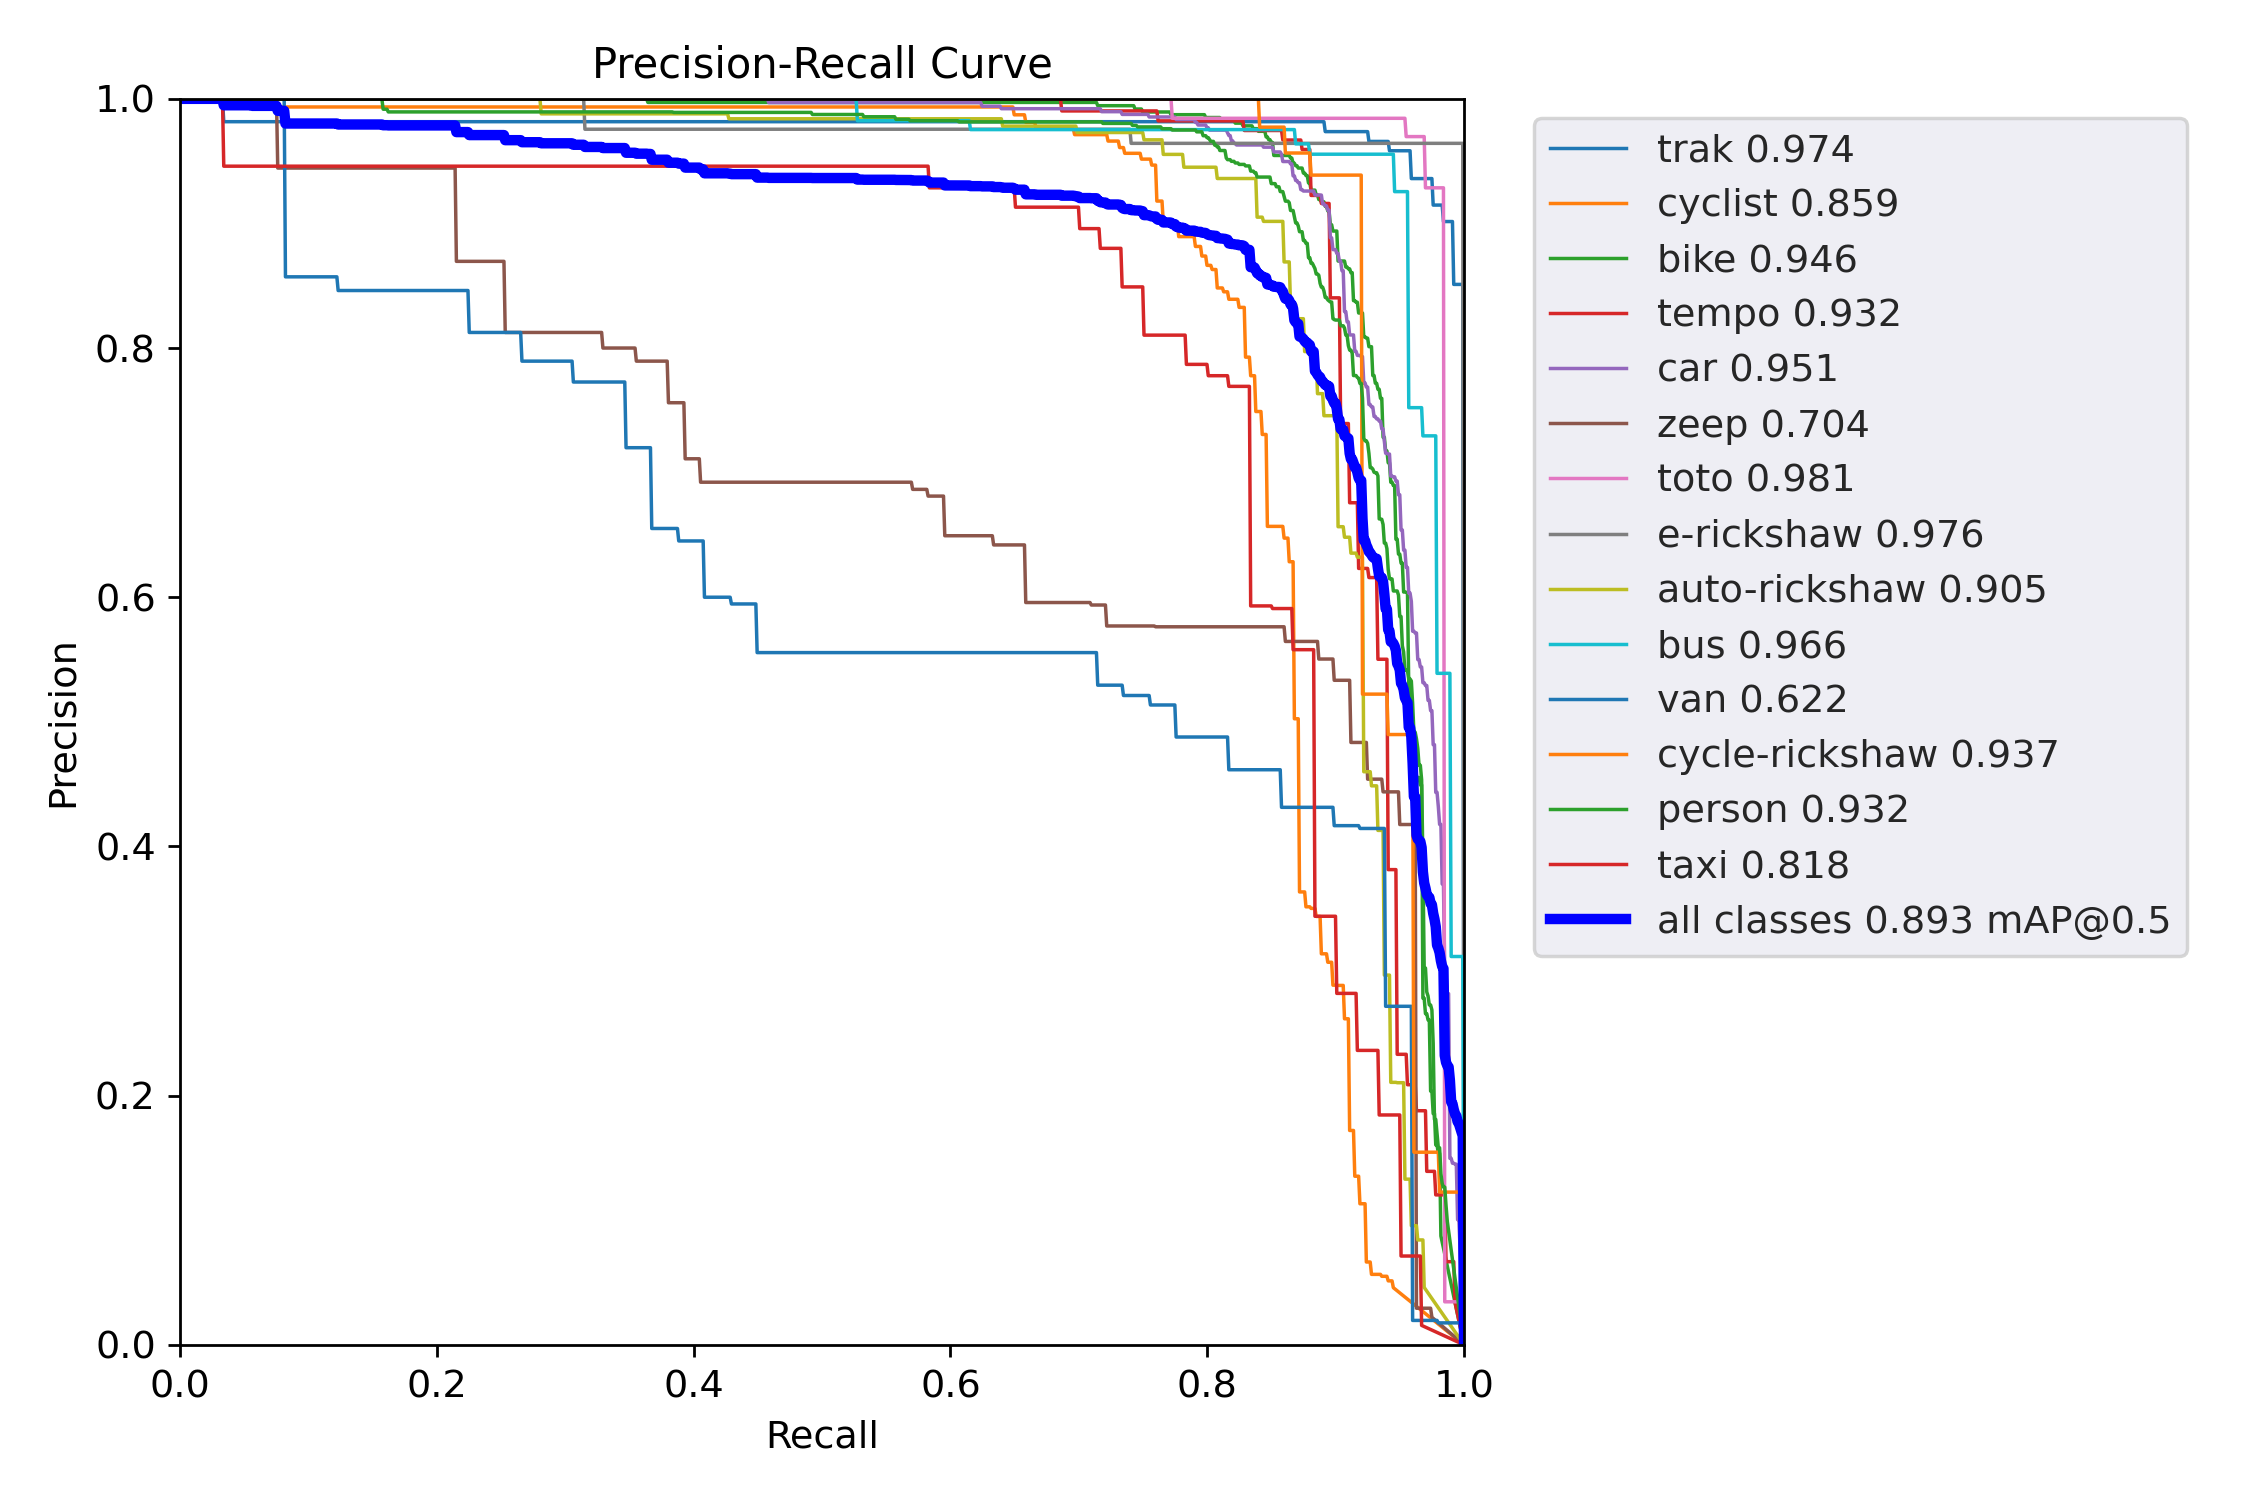 Precision-Recall Curve
1.0
0.8
0.6
0.4
0.2
0.0
Precision
0.0 0.2 0.4 0.6 0.8 1.0
Recall
trak 0.974
cyclist 0.859
bike 0.946
tempo 0.932
car 0.951
zeep 0.704
toto 0.981
e-rickshaw 0.976
auto-rickshaw 0.905
bus 0.966
van 0.622
cycle-rickshaw 0.937
person 0.932
taxi 0.818
all classes 0.893 mAP@0.5